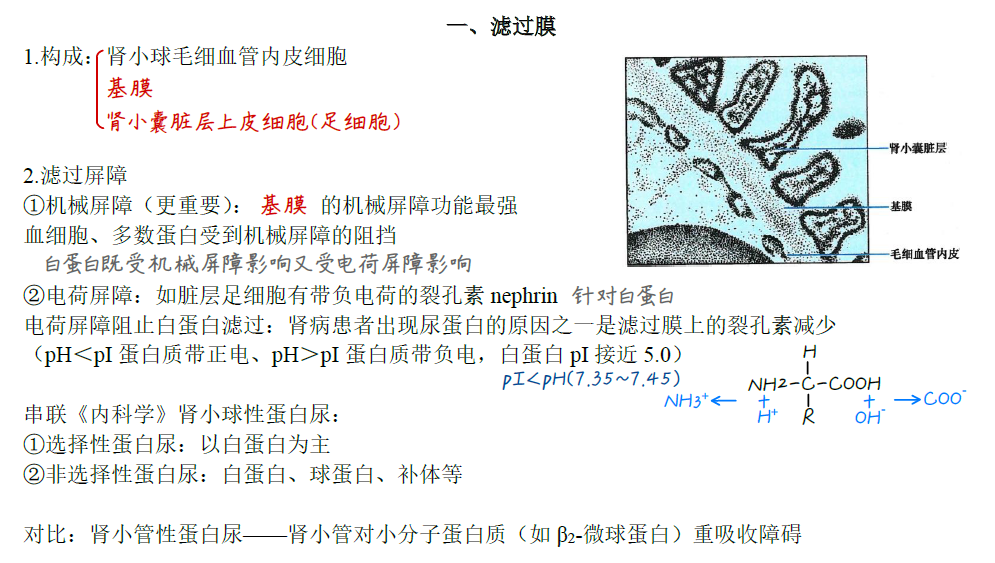 一、滤过膜
1.构成：肾小球毛细血管内皮细胞
基膜
肾小囊脏层上皮细胞(足细胞)
肾小囊脏层
基膜
毛细血管内皮
2.滤过屏障
①机械屏障（更重要）： 基膜 的机械屏障功能最强
血细胞、多数蛋白受到机械屏障的阻挡
白蛋白既受机械屏障影响又受电荷屏障影响
②电荷屏障：如脏层足细胞有带负电荷的裂孔素 nephrin 针对白蛋白
电荷屏障阻止白蛋白滤过：肾病患者出现尿蛋白的原因之一是滤过膜上的裂孔素减少
（pH＜pI 蛋白质带正电、pH＞pI 蛋白质带负电，白蛋白 pI 接近 5.0）
pI<pH(7.35~7.45)
H
NH2-C-COOH
NH3⁺← + + →COO⁻
H⁺ R OH⁻
串联《内科学》肾小球性蛋白尿：
①选择性蛋白尿：以白蛋白为主
②非选择性蛋白尿：白蛋白、球蛋白、补体等
对比：肾小管性蛋白尿——肾小管对小分子蛋白质（如 β₂-微球蛋白）重吸收障碍